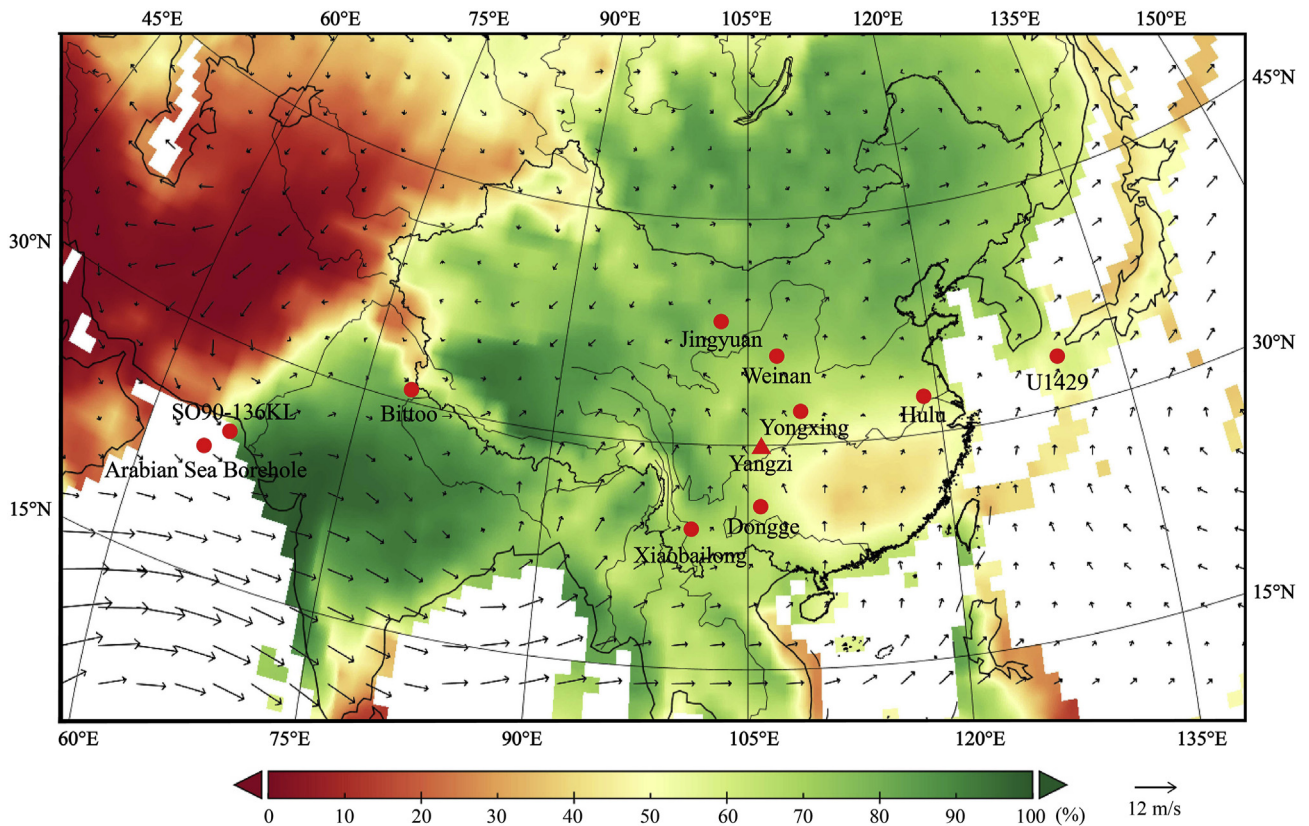 45°E 60°E 75°E 90°E 105°E 120°E 135°E 150°E
45°N
30°N
Jingyuan
30°N
Weinan
U1429
SO90-136KL
Bittoo
Hulu
Yongxing
Arabian Sea Borehole
Yangzi
15°N
Dongge
Xiaobailong
15°N
60°E 75°E 90°E 105°E 120°E 135°E
0 10 20 30 40 50 60 70 80 90 100 (%)
12 m/s